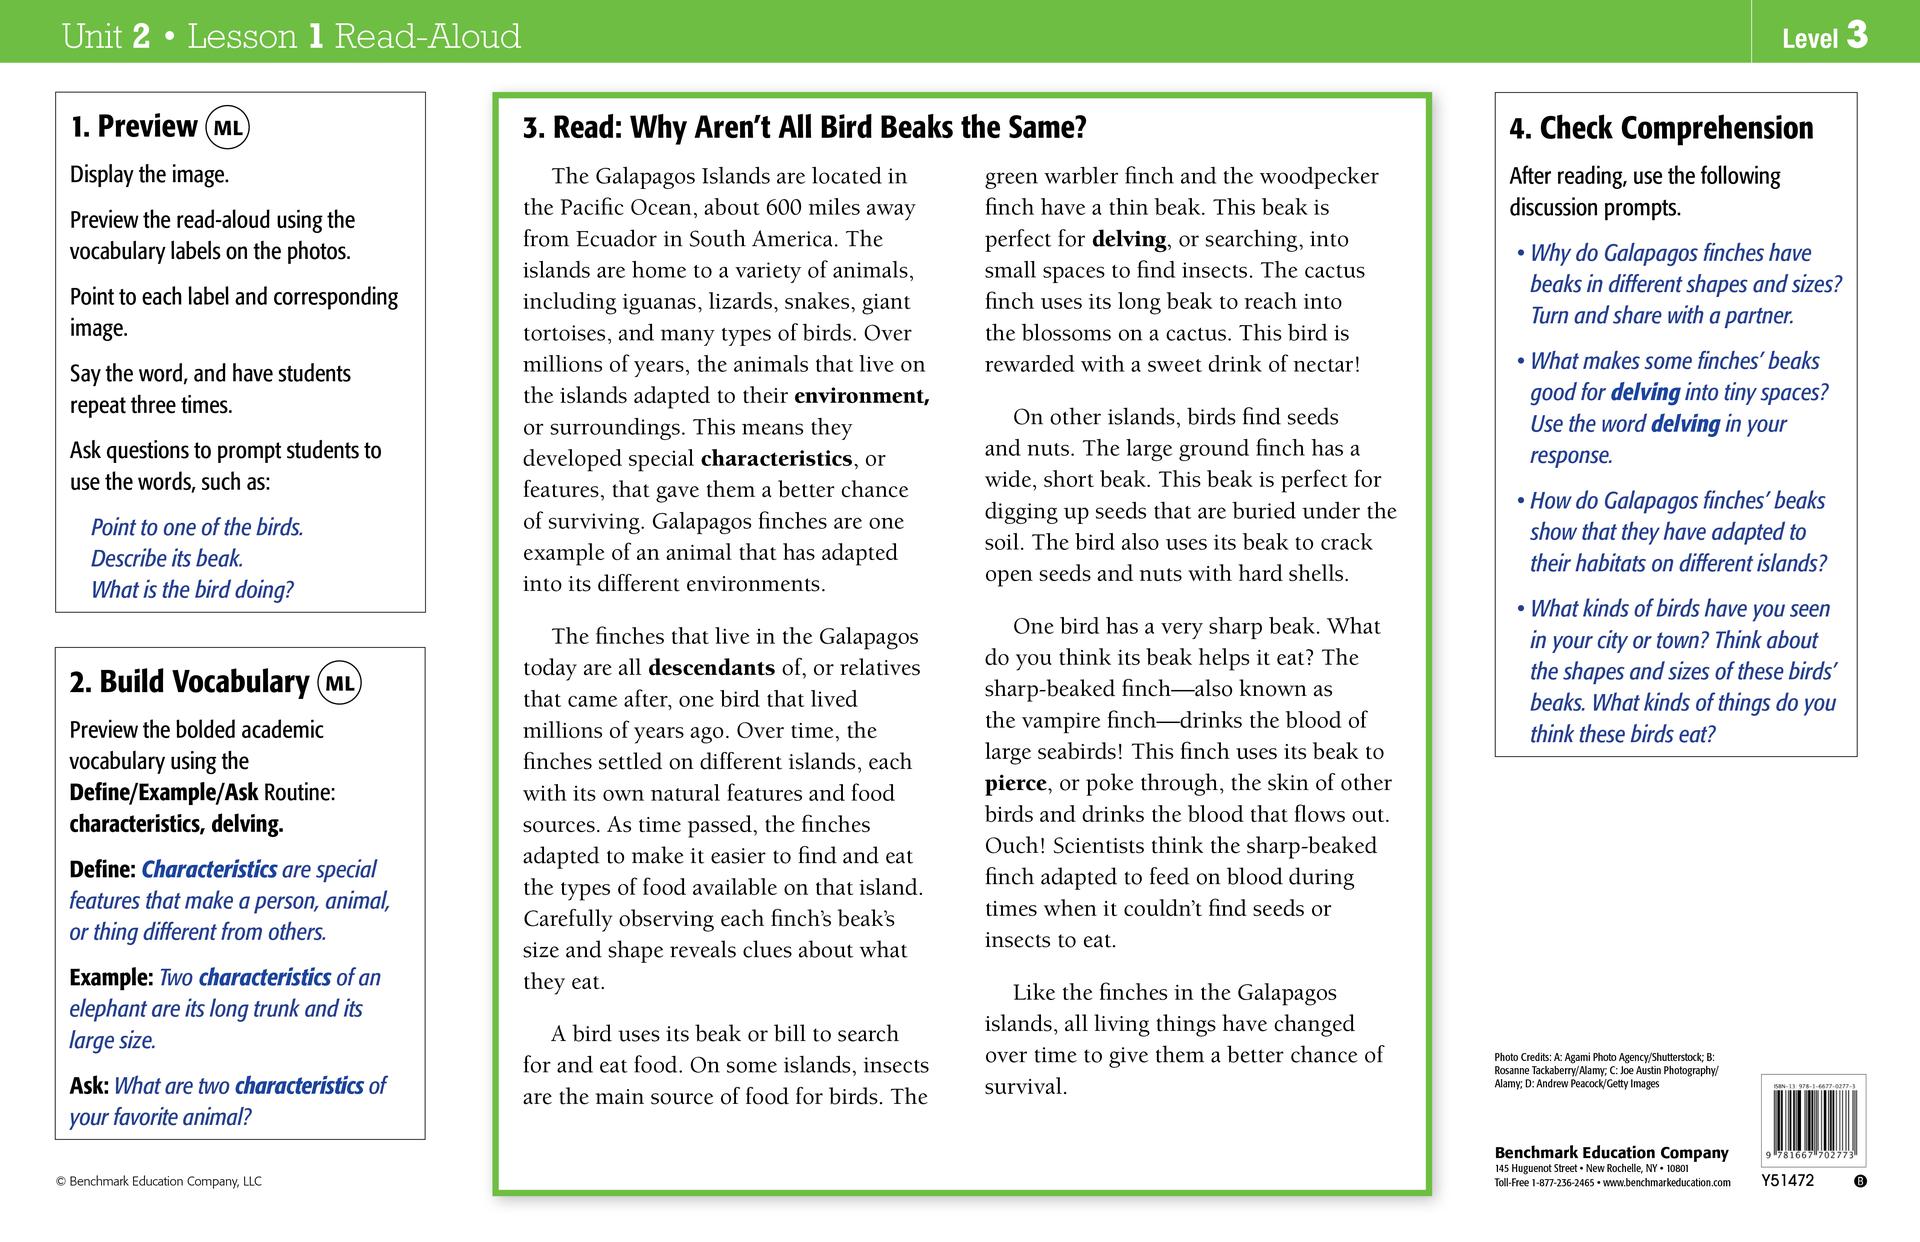 Unit 2 • Lesson 1 Read-Aloud
Level 3
1. Preview ML
Display the image.
Preview the read-aloud using the
vocabulary labels on the photos.
Point to each label and corresponding
image.
Say the word, and have students
repeat three times.
Ask questions to prompt students to
use the words, such as:
Point to one of the birds.
Describe its beak.
What is the bird doing?
2. Build Vocabulary ML
Preview the bolded academic
vocabulary using the
Define/Example/Ask Routine:
characteristics, delving.
Define: Characteristics are special
features that make a person, animal,
or thing different from others.
Example: Two characteristics of an
elephant are its long trunk and its
large size.
Ask: What are two characteristics of
your favorite animal?
© Benchmark Education Company, LLC
3. Read: Why Aren't All Bird Beaks the Same?
The Galapagos Islands are located in
the Pacific Ocean, about 600 miles away
from Ecuador in South America. The
islands are home to a variety of animals,
including iguanas, lizards, snakes, giant
tortoises, and many types of birds. Over
millions of years, the animals that live on
the islands adapted to their environment,
or surroundings. This means they
developed special characteristics, or
features, that gave them a better chance
of surviving. Galapagos finches are one
example of an animal that has adapted
into its different environments.
The finches that live in the Galapagos
today are all descendants of, or relatives
that came after, one bird that lived
millions of years ago. Over time, the
finches settled on different islands, each
with its own natural features and food
sources. As time passed, the finches
adapted to make it easier to find and eat
the types of food available on that island.
Carefully observing each finch's beak's
size and shape reveals clues about what
they eat.
A bird uses its beak or bill to search
for and eat food. On some islands, insects
are the main source of food for birds. The
green warbler finch and the woodpecker
finch have a thin beak. This beak is
perfect for delving, or searching, into
small spaces to find insects. The cactus
finch uses its long beak to reach into
the blossoms on a cactus. This bird is
rewarded with a sweet drink of nectar!
On other islands, birds find seeds
and nuts. The large ground finch has a
wide, short beak. This beak is perfect for
digging up seeds that are buried under the
soil. The bird also uses its beak to crack
open seeds and nuts with hard shells.
One bird has a very sharp beak. What
do you think its beak helps it eat? The
sharp-beaked finch—also known as
the vampire finch—drinks the blood of
large seabirds! This finch uses its beak to
pierce, or poke through, the skin of other
birds and drinks the blood that flows out.
Ouch! Scientists think the sharp-beaked
finch adapted to feed on blood during
times when it couldn't find seeds or
insects to eat.
Like the finches in the Galapagos
islands, all living things have changed
over time to give them a better chance of
survival.
4. Check Comprehension
After reading, use the following
discussion prompts.
• Why do Galapagos finches have
beaks in different shapes and sizes?
Turn and share with a partner.
• What makes some finches' beaks
good for delving into tiny spaces?
Use the word delving in your
response.
• How do Galapagos finches' beaks
show that they have adapted to
their habitats on different islands?
• What kinds of birds have you seen
in your city or town? Think about
the shapes and sizes of these birds'
beaks. What kinds of things do you
think these birds eat?
Photo Credits: A: Agami Photo Agency/Shutterstock; B:
Rosanne Tackaberry/Alamy; C: Joe Austin Photography/
Alamy; D: Andrew Peacock/Getty Images
Benchmark Education Company
145 Huguenot Street • New Rochelle, NY • 10801
Toll-Free 1-877-236-2465 • www.benchmarkeducation.com
ISBN-13 978-1-6677-0277-3
9 781667 702773
Y51472
B